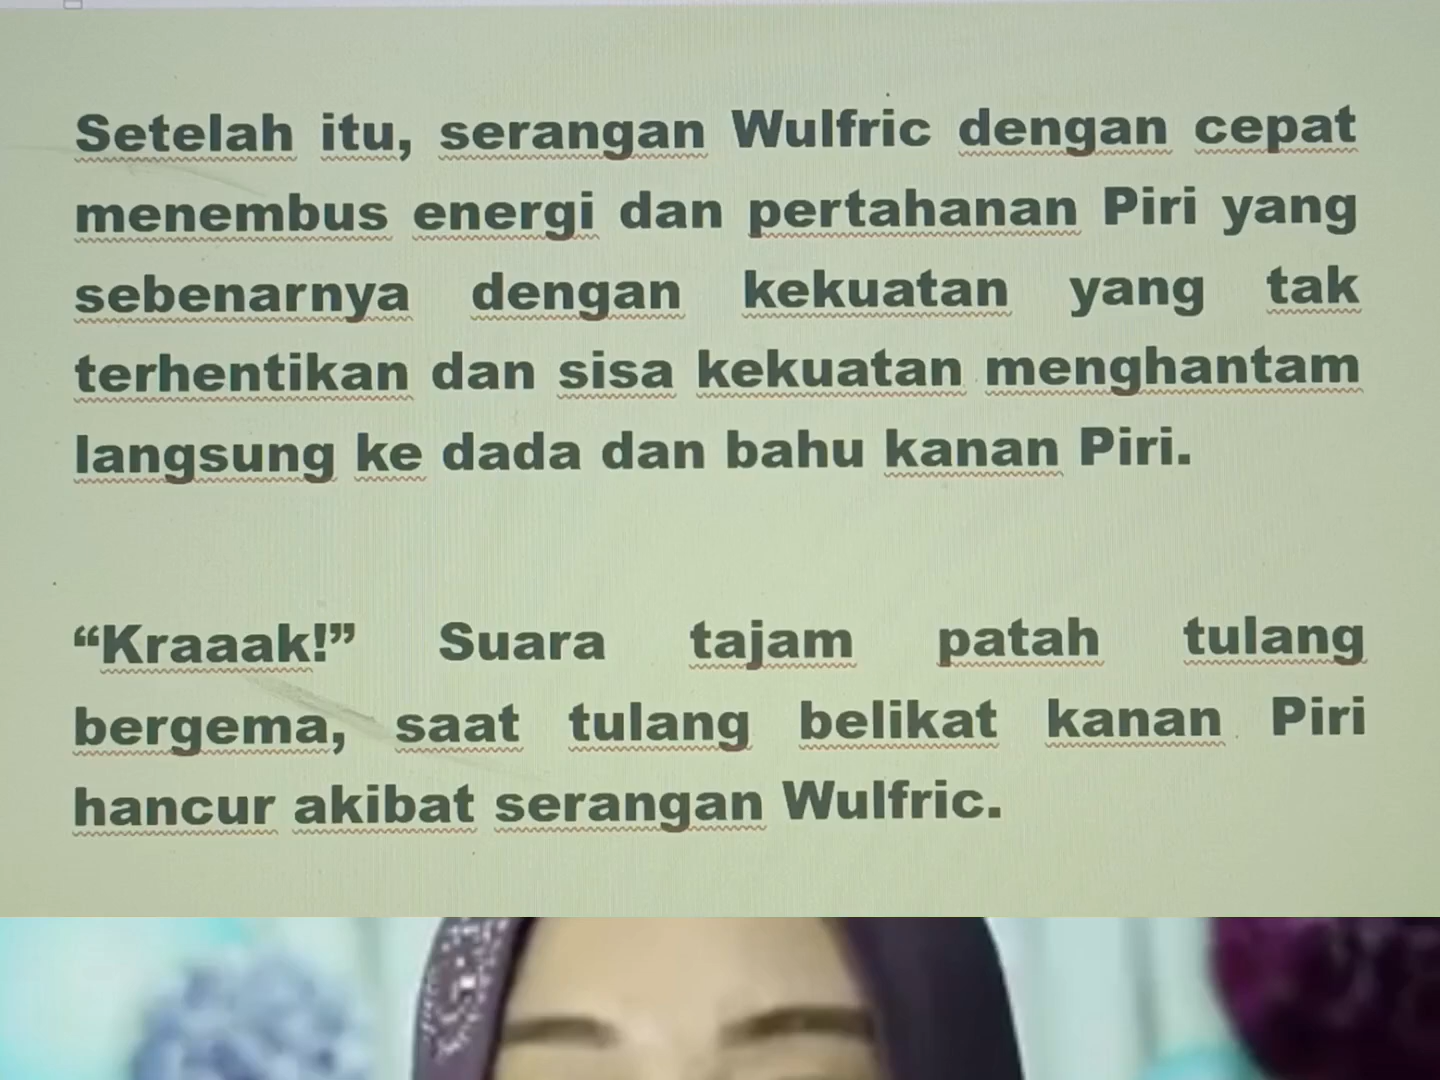 Setelah itu, serangan Wulfric dengan cepat
menembus energi dan pertahanan Piri yang
sebenarnya dengan kekuatan yang tak
terhentikan dan sisa kekuatan menghantam
langsung ke dada dan bahu kanan Piri.
“Kraaak!” Suara tajam patah tulang
bergema, saat tulang belikat kanan Piri
hancur akibat serangan Wulfric.